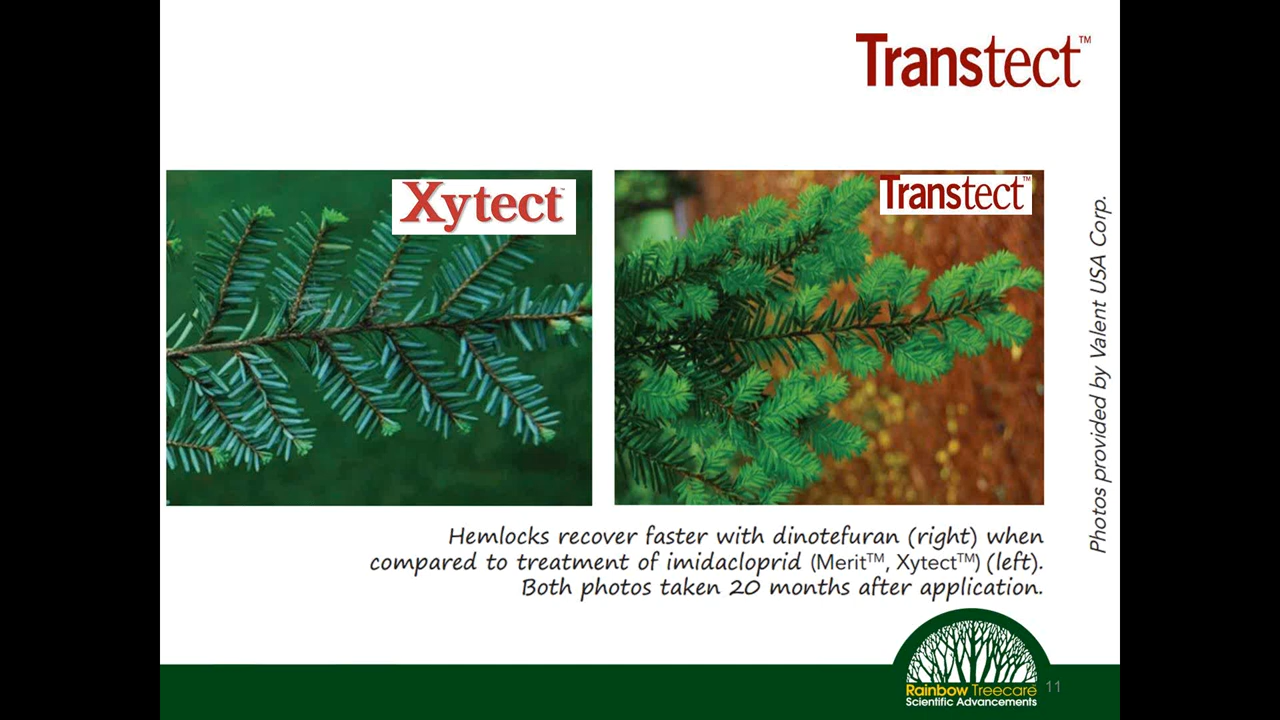 Transtect™
Xytect™
Transtect™
Photos provided by Valent USA Corp.
Hemlocks recover faster with dinotefuran (right) when
compared to treatment of imidacloprid (Merit™, Xytect™) (left).
Both photos taken 20 months after application.
Rainbow Treecare
Scientific Advancements
11